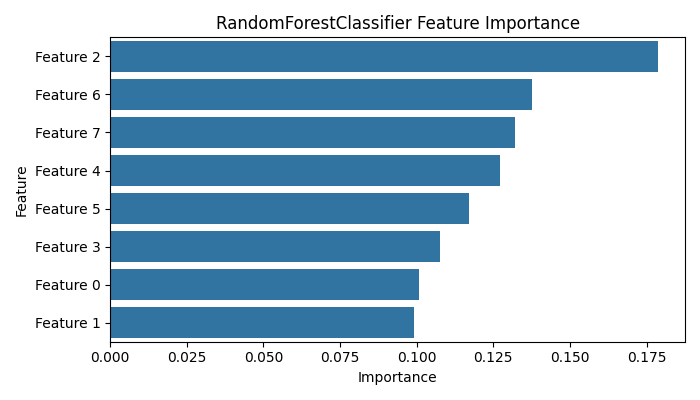 RandomForestClassifier Feature Importance
Feature 2
Feature 6
Feature 7
Feature 4
Feature 5
Feature 3
Feature 0
Feature 1
Feature
0.000 0.025 0.050 0.075 0.100 0.125 0.150 0.175
Importance